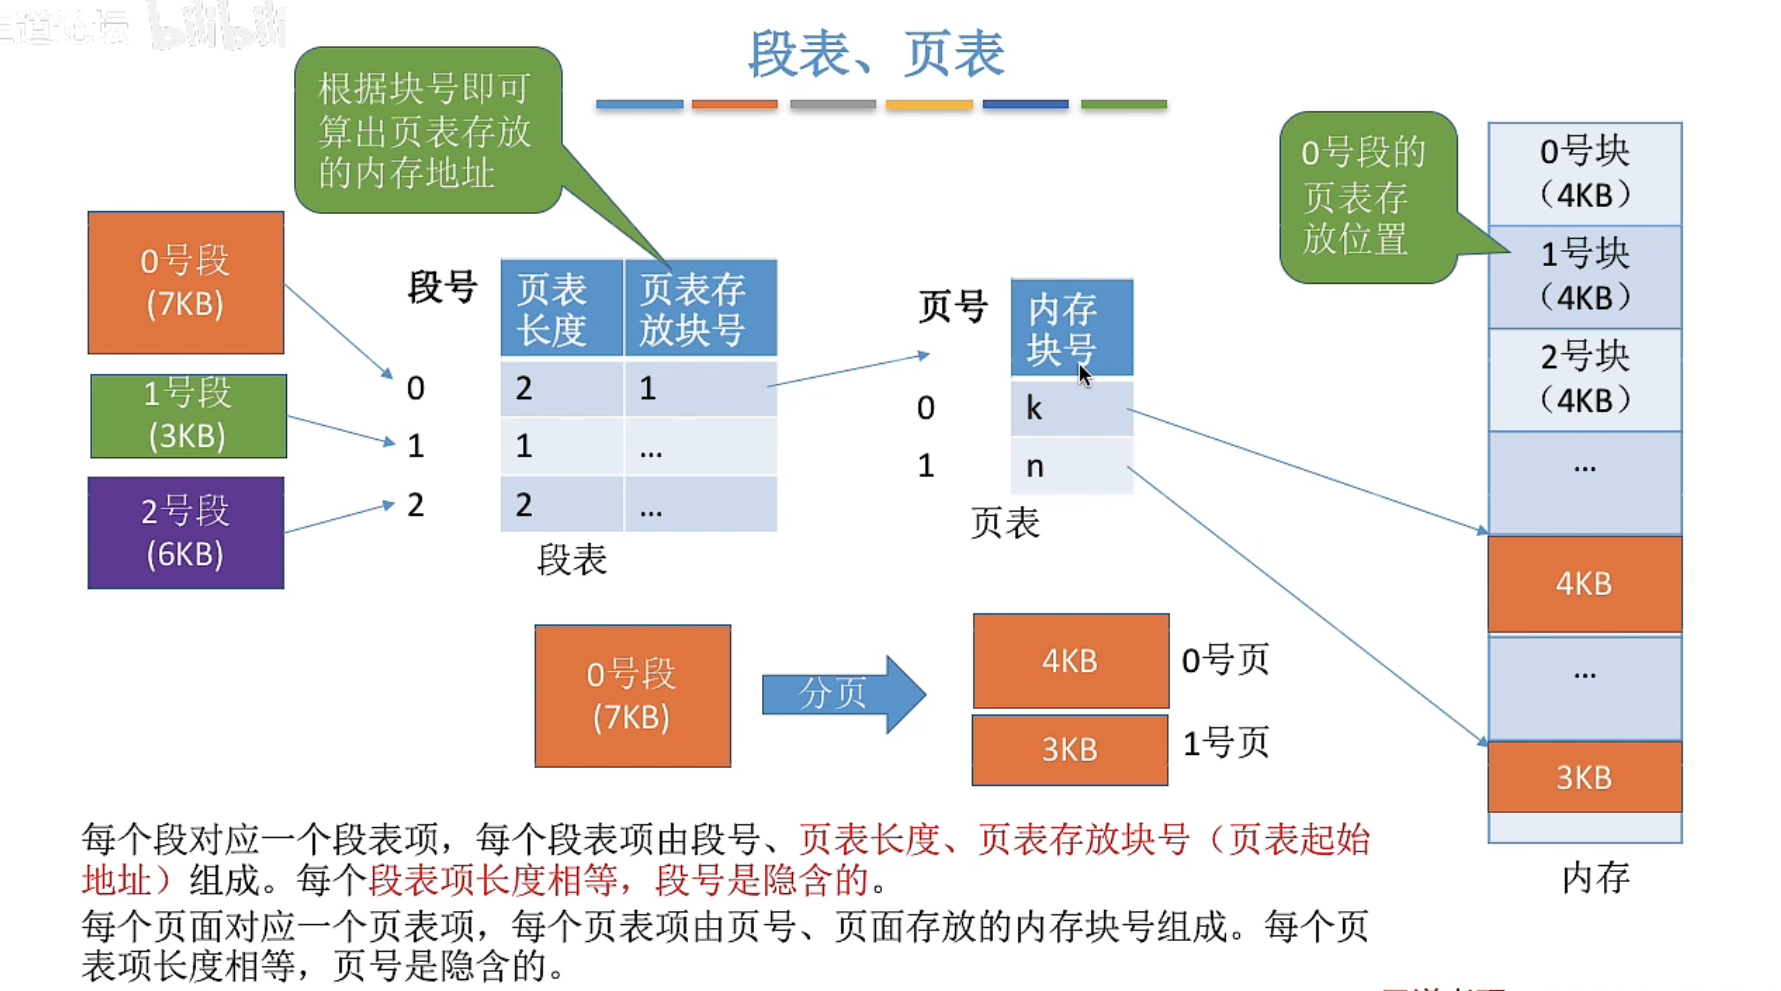 bilibili
段表、页表
根据块号即可
算出页表存放
的内存地址
0号段的
页表存
放位置
0号段
(7KB)
1号段
(3KB)
2号段
(6KB)
段号
页表
长度
页表存
放块号
0
2
1
1
1
...
2
2
...
段表
页号
内存
块号
0
k
1
n
页表
0号块
（4KB）
1号块
（4KB）
2号块
（4KB）
...
4KB
...
3KB
内存
0号段
(7KB)
分页
4KB
0号页
3KB
1号页
每个段对应一个段表项，每个段表项由段号、页表长度、页表存放块号（页表起始
地址）组成。每个段表项长度相等，段号是隐含的。
每个页面对应一个页表项，每个页表项由页号、页面存放的内存块号组成。每个页
表项长度相等，页号是隐含的。